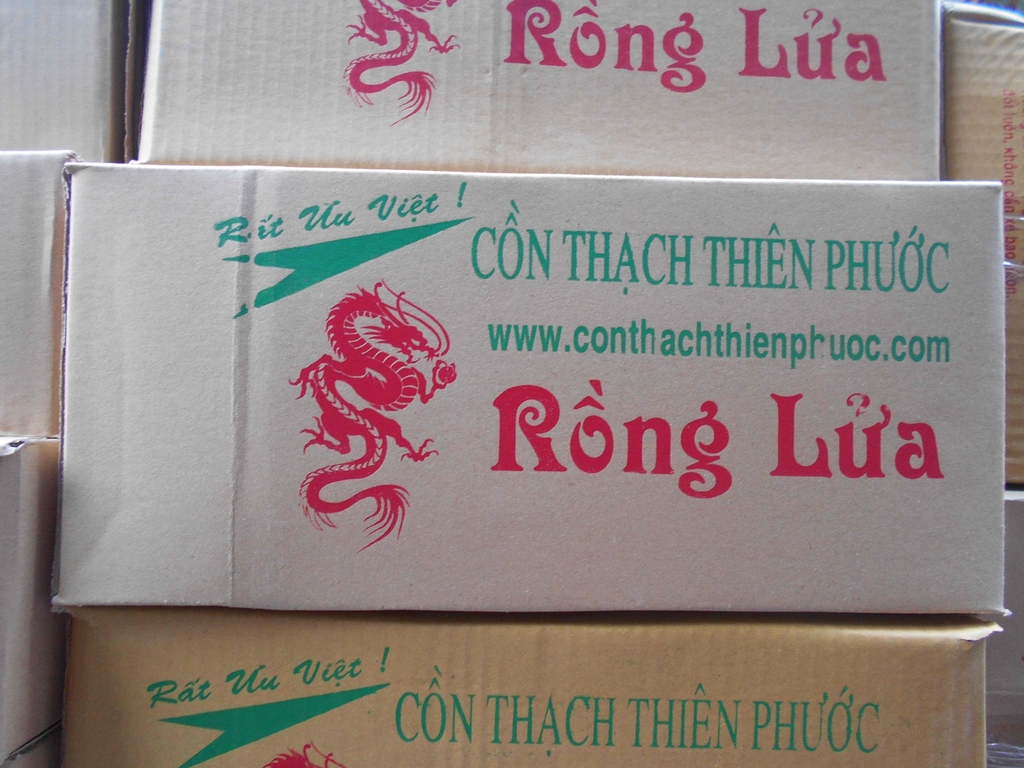 Rồng Lửa
Rất Ưu Việt !
CỒN THẠCH THIÊN PHƯỚC
www.conthachthienphuoc.com
Rồng Lửa
Rất Ưu Việt !
CỒN THẠCH THIÊN PHƯỚC